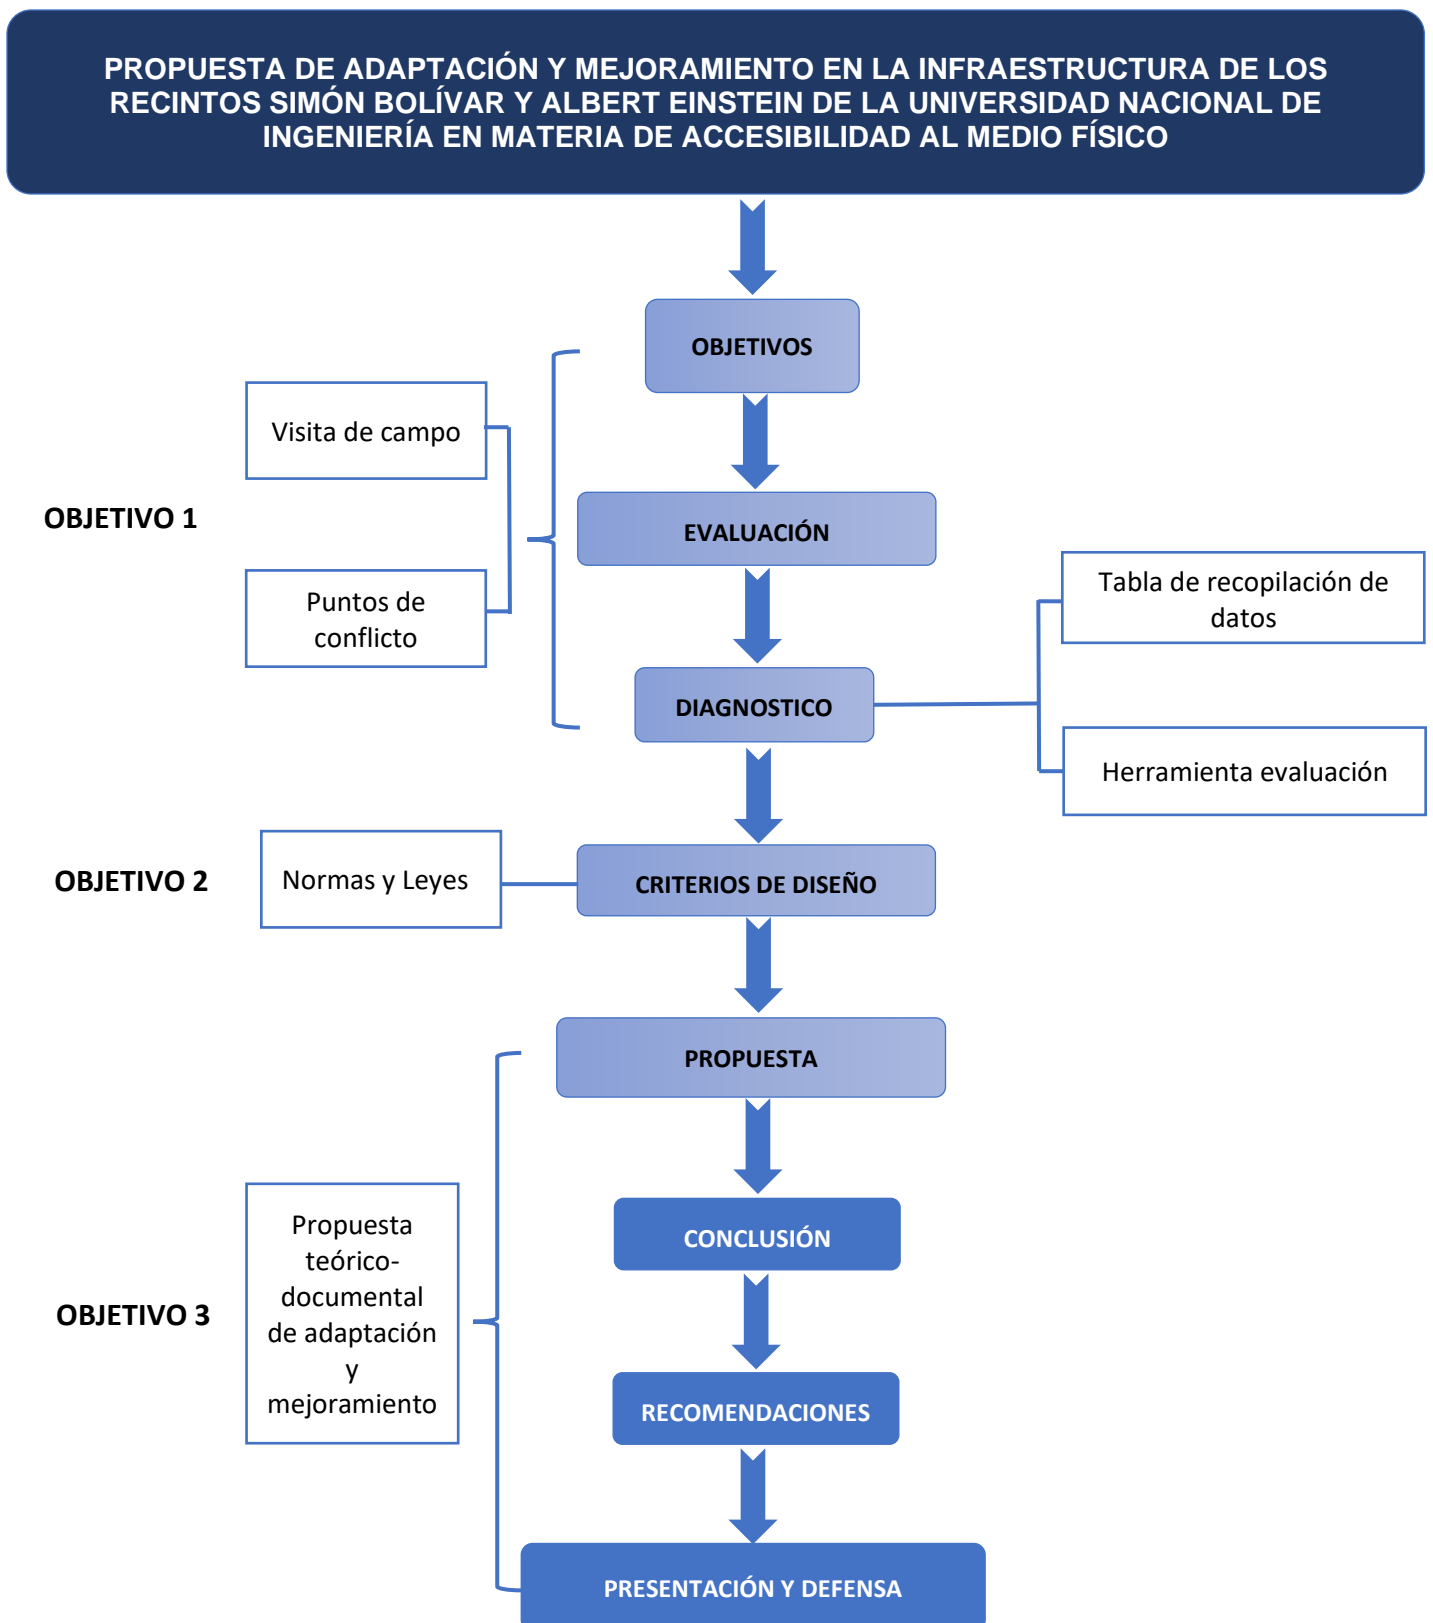 PROPUESTA DE ADAPTACIÓN Y MEJORAMIENTO EN LA INFRAESTRUCTURA DE LOS
RECINTOS SIMÓN BOLÍVAR Y ALBERT EINSTEIN DE LA UNIVERSIDAD NACIONAL DE
INGENIERÍA EN MATERIA DE ACCESIBILIDAD AL MEDIO FÍSICO
OBJETIVOS
Visita de campo
OBJETIVO 1
EVALUACIÓN
Puntos de
conflicto
Tabla de recopilación de
datos
DIAGNOSTICO
Herramienta evaluación
OBJETIVO 2
Normas y Leyes
CRITERIOS DE DISEÑO
PROPUESTA
CONCLUSIÓN
OBJETIVO 3
Propuesta
teórico-
documental
de adaptación
y
mejoramiento
RECOMENDACIONES
PRESENTACIÓN Y DEFENSA